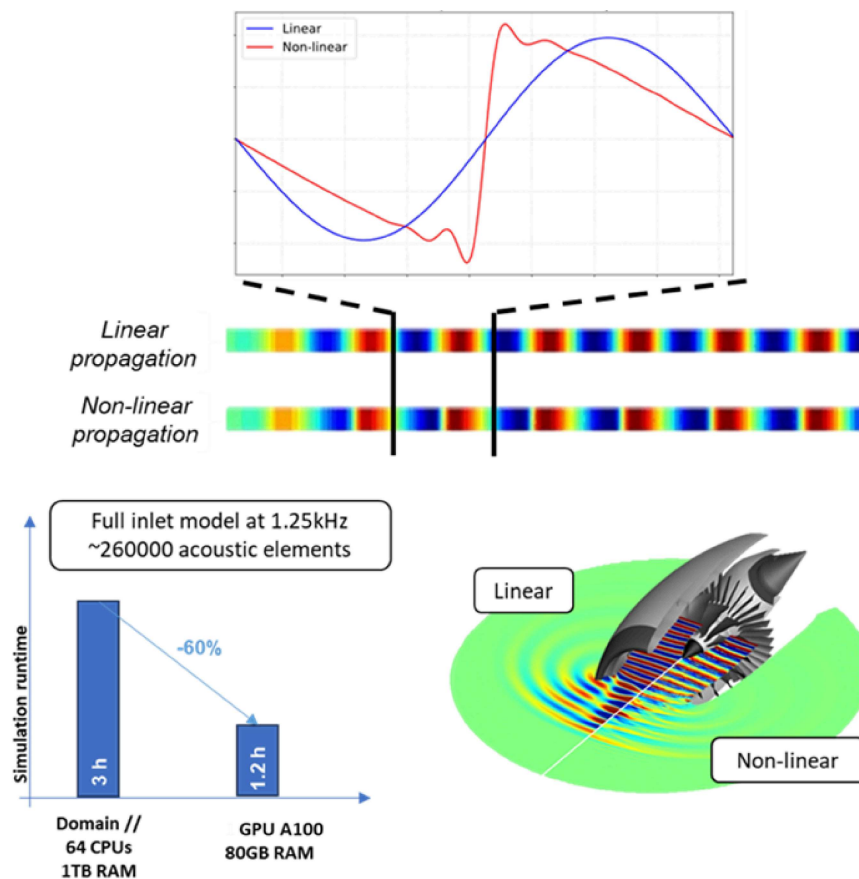 Linear
Non-linear
Linear
propagation
Non-linear
propagation
Full inlet model at 1.25kHz
~260000 acoustic elements
Simulation runtime
-60%
3 h
1.2 h
Domain //
64 CPUs
1TB RAM
GPU A100
80GB RAM
Linear
Non-linear